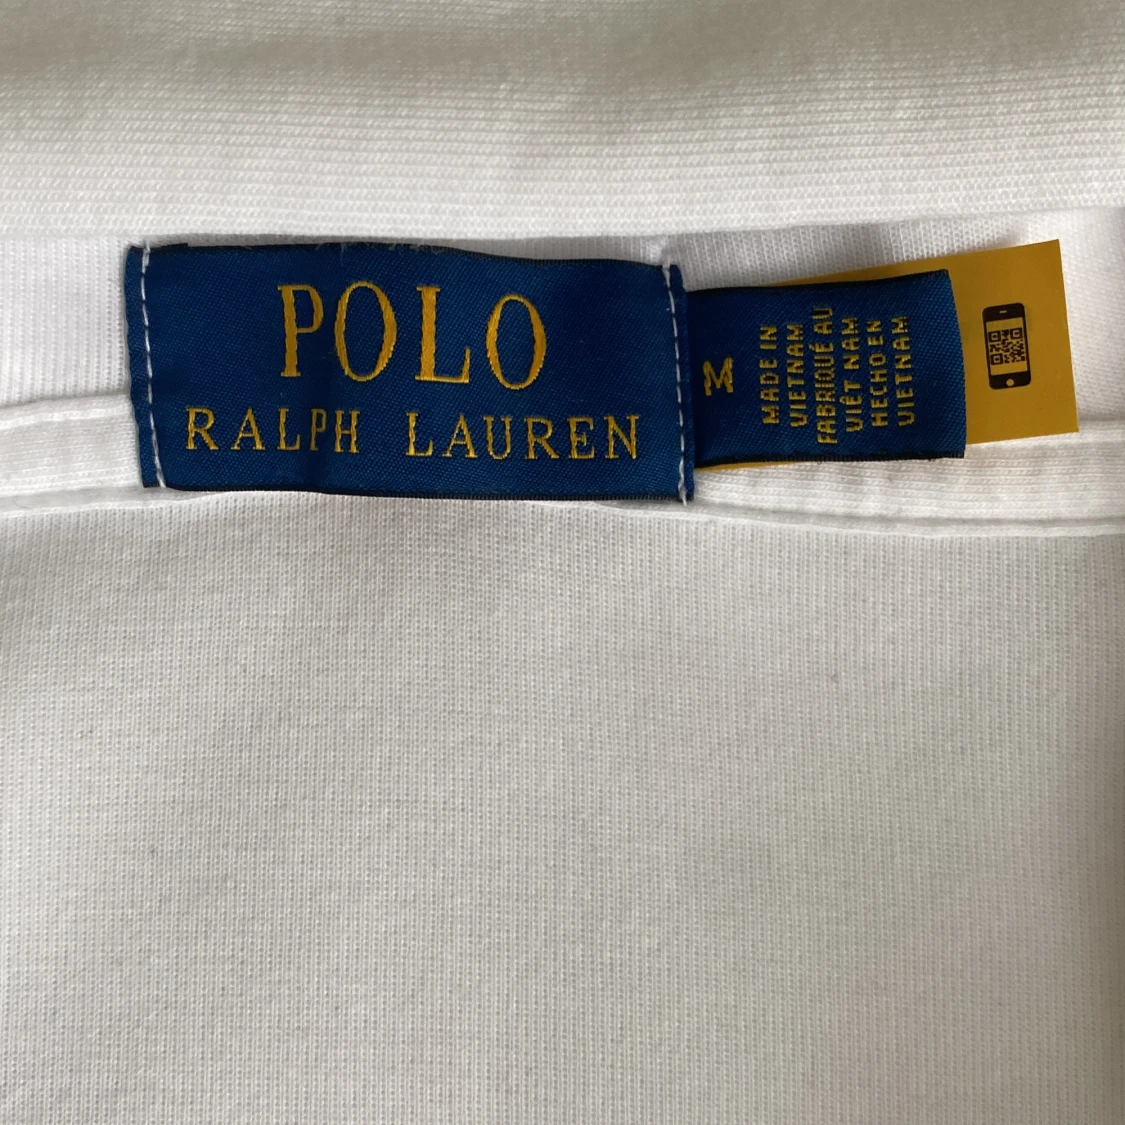 POLO
RALPH LAUREN
M
MADE IN
VIETNAM
FABRIQUÉ AU
VIÊT NAM
HECHO EN
VIETNAM